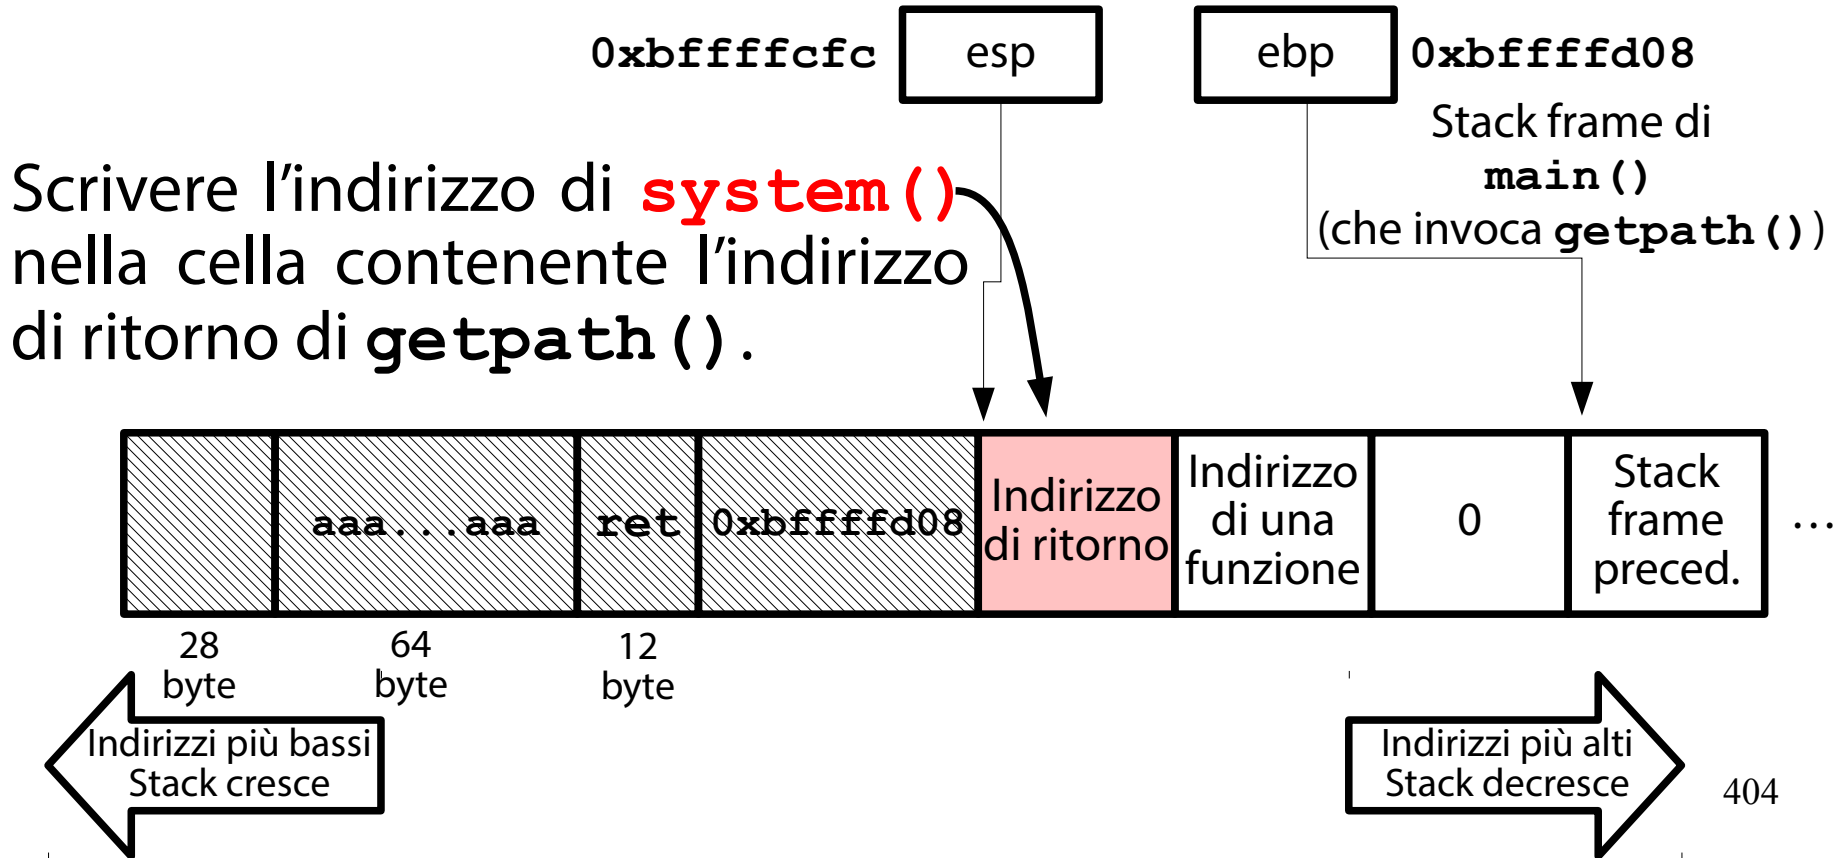 0xbffffcfc
esp
ebp
0xbffffd08
Stack frame di
main()
(che invoca getpath())
Scrivere l'indirizzo di system()
nella cella contenente l'indirizzo
di ritorno di getpath().
aaa...aaa
ret
0xbffffd08
Indirizzo
di ritorno
Indirizzo
di una
funzione
0
Stack
frame
preced.
...
28
byte
64
byte
12
byte
Indirizzi più bassi
Stack cresce
Indirizzi più alti
Stack decresce
404